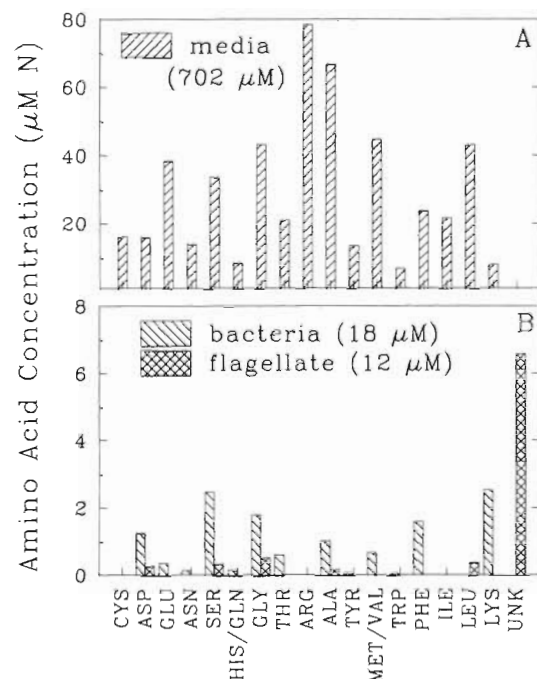 Amino Acid Concentration (μM N)
80
60
40
20
A
media
(702 μM)
8
6
4
2
0
B
bacteria (18 μM)
flagellate (12 μM)
CYS
ASP
GLU
ASN
SER
HIS/GLN
GLY
THR
ARG
ALA
TYR
MET/VAL
TRP
PHE
ILE
LEU
LYS
UNK